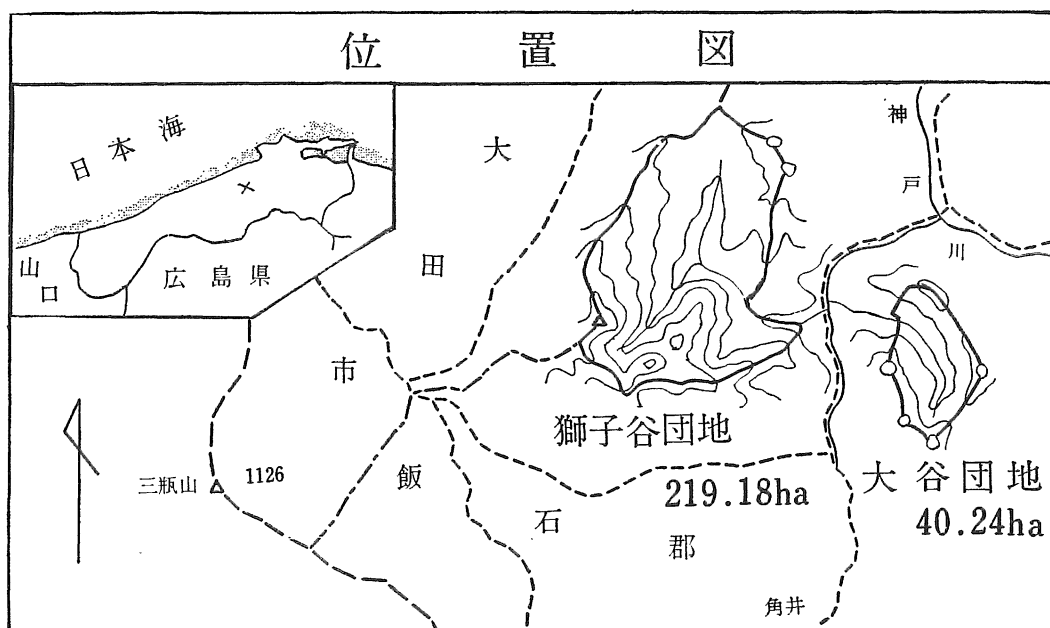 位置図
日本海
山口
広島県
大田市
飯石郡
神戸川
獅子谷団地
219.18ha
大谷団地
40.24ha
三瓶山
1126
角井